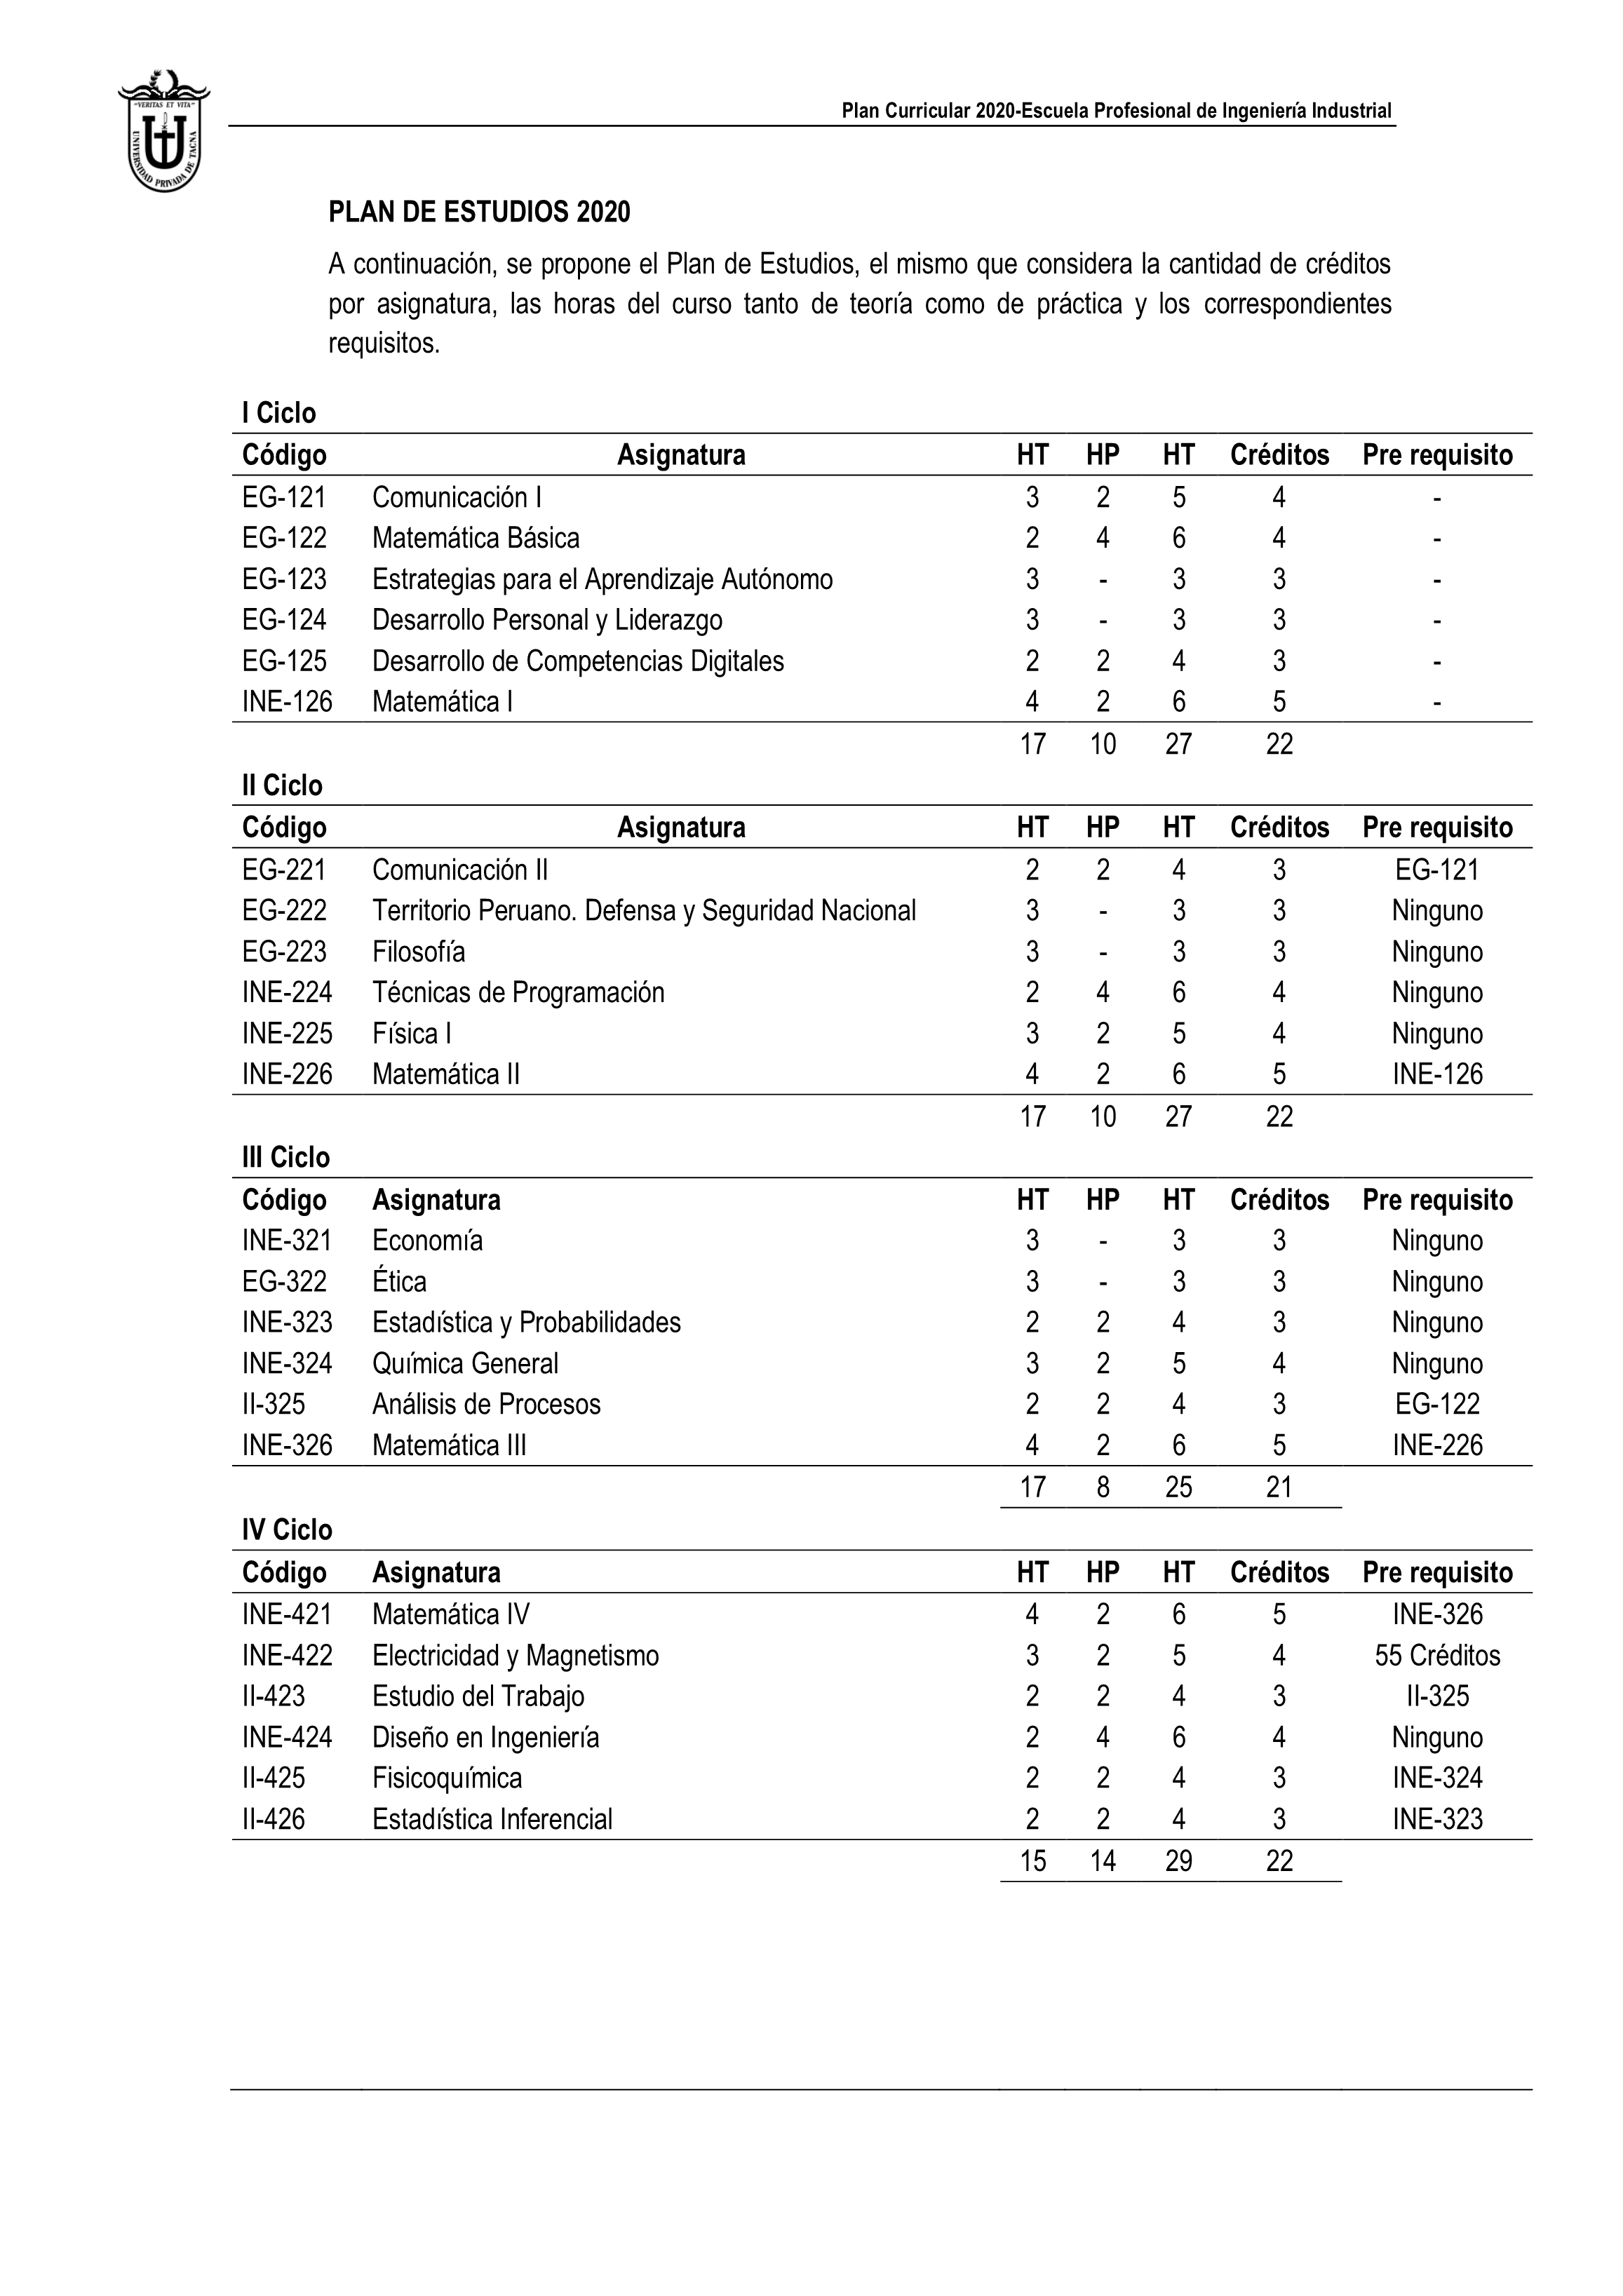 "VERITAS ET VITA"
UNIVERSIDAD PRIVADA DE TACNA
Plan Curricular 2020-Escuela Profesional de Ingeniería Industrial
PLAN DE ESTUDIOS 2020
A continuación, se propone el Plan de Estudios, el mismo que considera la cantidad de créditos
por asignatura, las horas del curso tanto de teoría como de práctica y los correspondientes
requisitos.
I Ciclo
Código Asignatura HT HP HT Créditos Pre requisito
EG-121 Comunicación I 3 2 5 4 -
EG-122 Matemática Básica 2 4 6 4 -
EG-123 Estrategias para el Aprendizaje Autónomo 3 - 3 3 -
EG-124 Desarrollo Personal y Liderazgo 3 - 3 3 -
EG-125 Desarrollo de Competencias Digitales 2 2 4 3 -
INE-126 Matemática I 4 2 6 5 -
17 10 27 22
II Ciclo
Código Asignatura HT HP HT Créditos Pre requisito
EG-221 Comunicación II 2 2 4 3 EG-121
EG-222 Territorio Peruano. Defensa y Seguridad Nacional 3 - 3 3 Ninguno
EG-223 Filosofía 3 - 3 3 Ninguno
INE-224 Técnicas de Programación 2 4 6 4 Ninguno
INE-225 Física I 3 2 5 4 Ninguno
INE-226 Matemática II 4 2 6 5 INE-126
17 10 27 22
III Ciclo
Código Asignatura HT HP HT Créditos Pre requisito
INE-321 Economía 3 - 3 3 Ninguno
EG-322 Ética 3 - 3 3 Ninguno
INE-323 Estadística y Probabilidades 2 2 4 3 Ninguno
INE-324 Química General 3 2 5 4 Ninguno
II-325 Análisis de Procesos 2 2 4 3 EG-122
INE-326 Matemática III 4 2 6 5 INE-226
17 8 25 21
IV Ciclo
Código Asignatura HT HP HT Créditos Pre requisito
INE-421 Matemática IV 4 2 6 5 INE-326
INE-422 Electricidad y Magnetismo 3 2 5 4 55 Créditos
II-423 Estudio del Trabajo 2 2 4 3 II-325
INE-424 Diseño en Ingeniería 2 4 6 4 Ninguno
II-425 Fisicoquímica 2 2 4 3 INE-324
II-426 Estadística Inferencial 2 2 4 3 INE-323
15 14 29 22